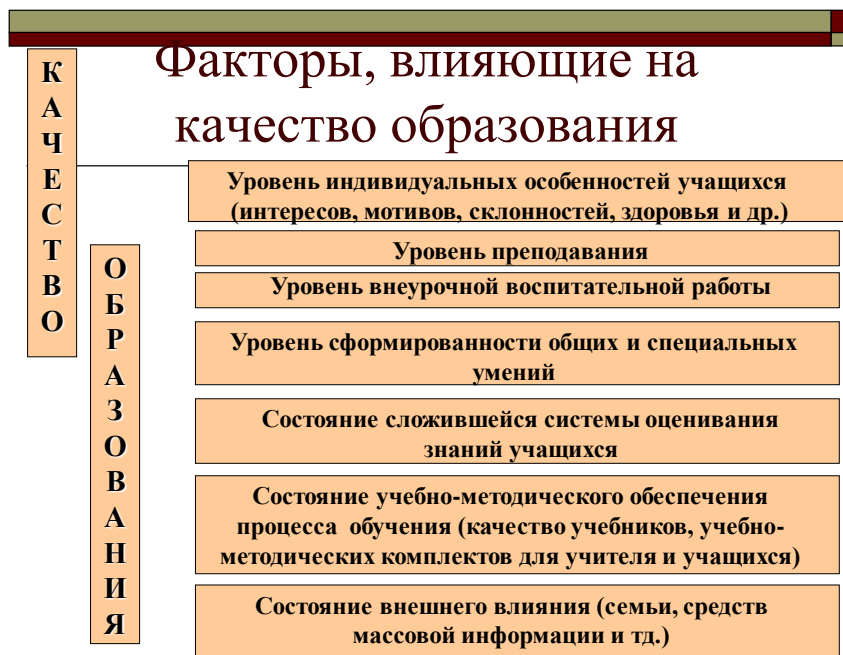 Факторы, влияющие на
качество образования
КАЧЕСТВО
ОБРАЗОВАНИЯ
Уровень индивидуальных особенностей учащихся
(интересов, мотивов, склонностей, здоровья и др.)
Уровень преподавания
Уровень внеурочной воспитательной работы
Уровень сформированности общих и специальных
умений
Состояние сложившейся системы оценивания
знаний учащихся
Состояние учебно-методического обеспечения
процесса обучения (качество учебников, учебно-
методических комплектов для учителя и учащихся)
Состояние внешнего влияния (семьи, средств
массовой информации и тд.)